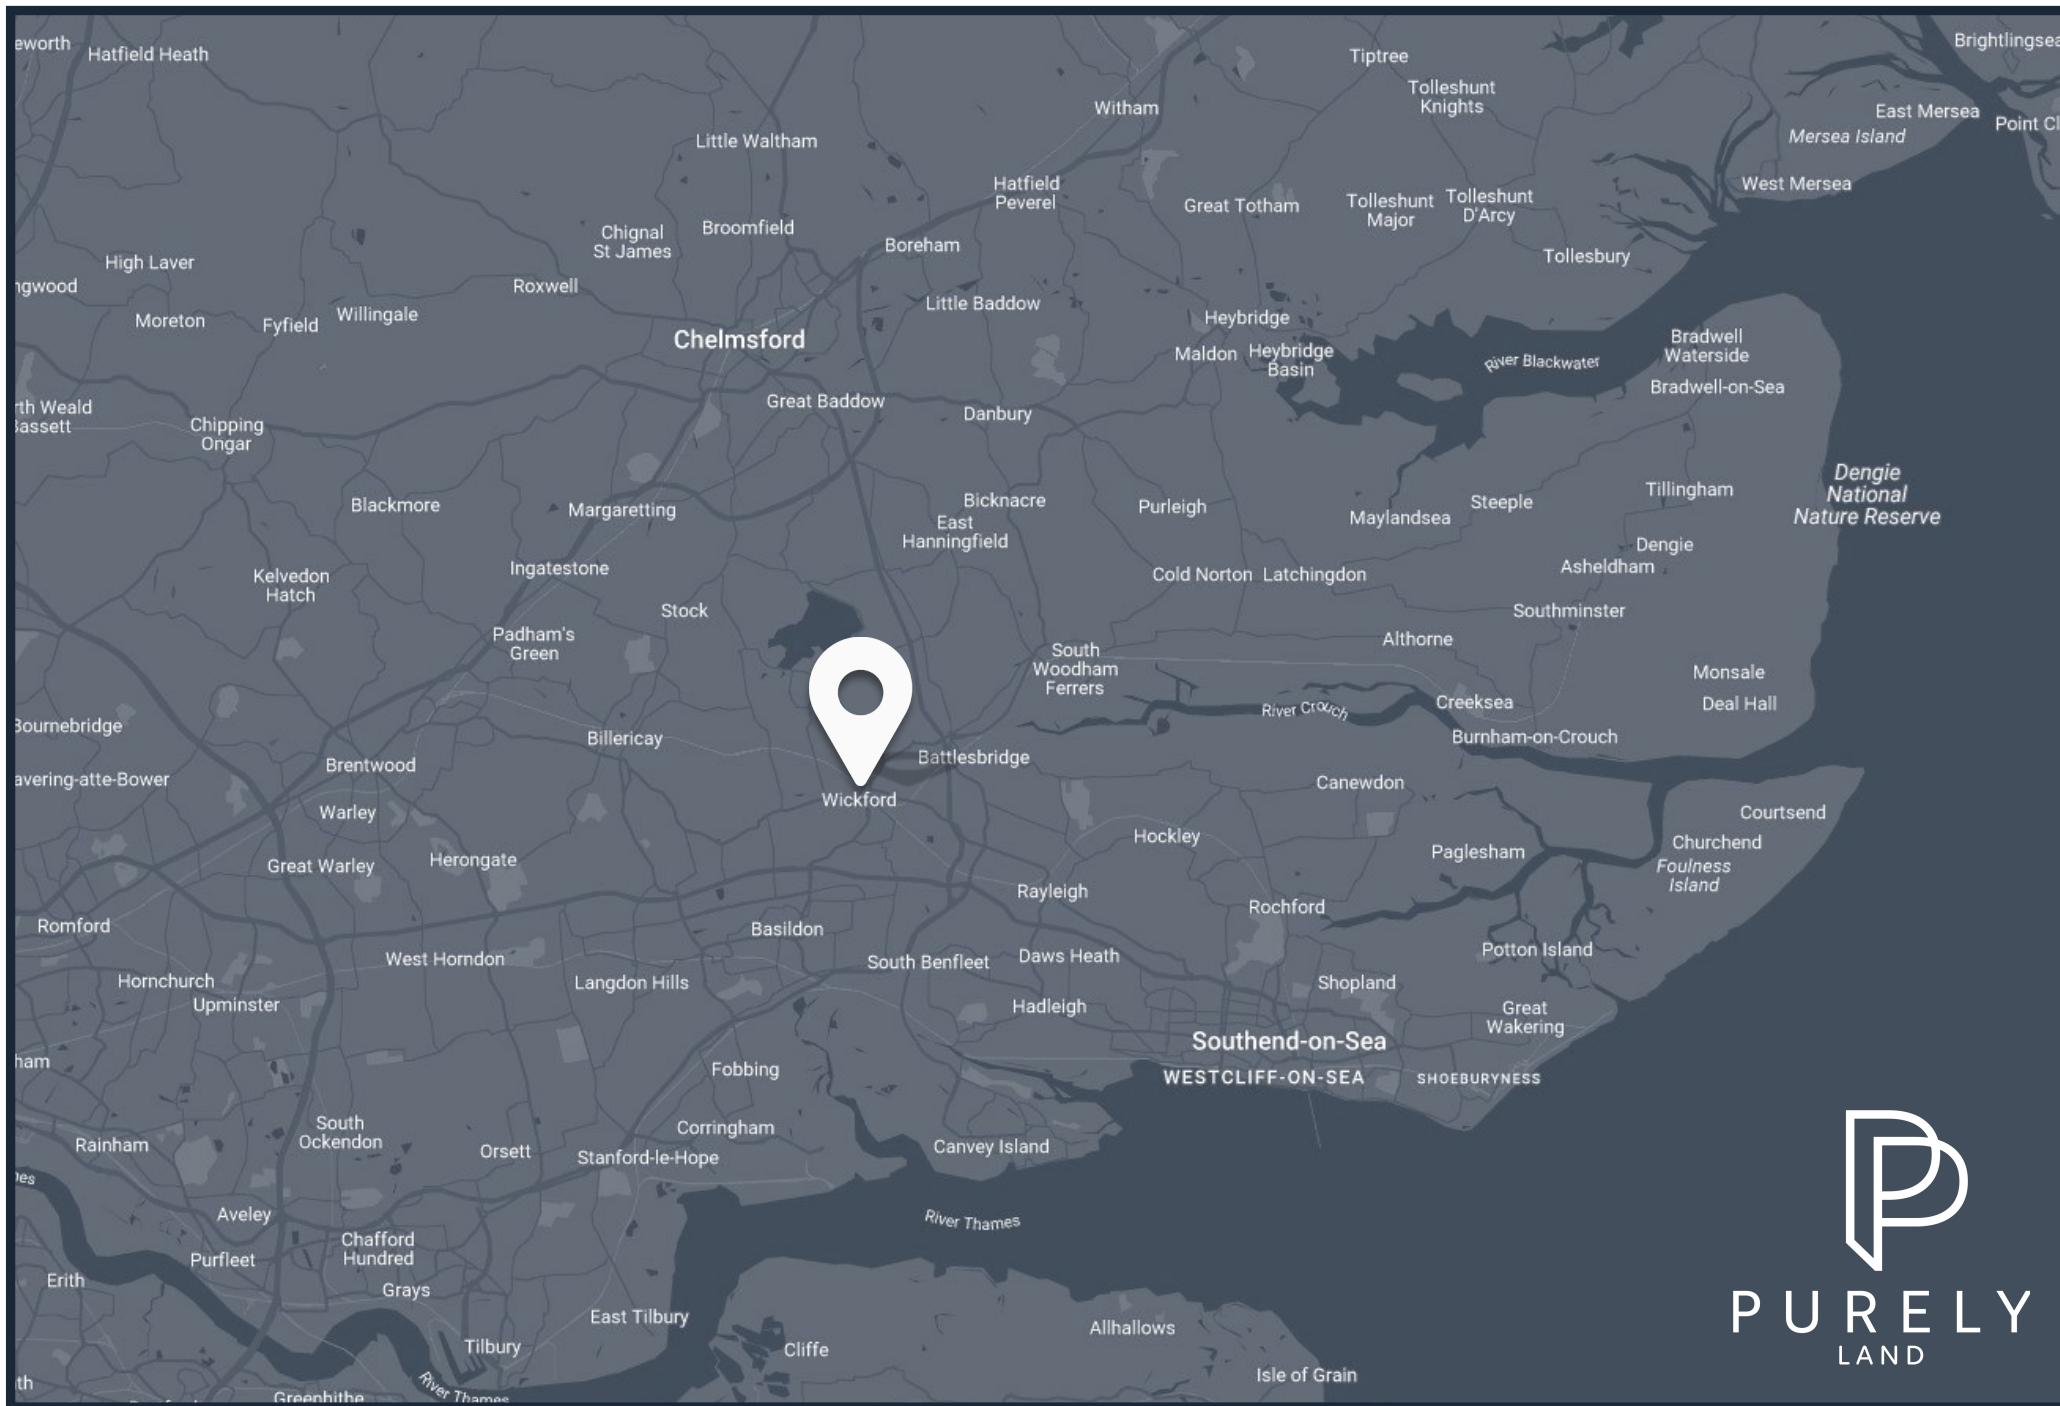 eworth
Hatfield Heath
Tiptree
Brightlingsea
Tolleshunt
Knights
Witham
East Mersea
Point Cl
Mersea Island
Little Waltham
Hatfield
Peverel
West Mersea
Great Totham
Tolleshunt
Major
Tolleshunt
D'Arcy
Chignal
St James
Broomfield
Boreham
Tollesbury
High Laver
ngwood
Roxwell
Little Baddow
Moreton
Fyfield
Willingale
Heybridge
Chelmsford
Maldon
Heybridge
Basin
River Blackwater
Bradwell
Waterside
Bradwell-on-Sea
Great Baddow
Danbury
rth Weald
Bassett
Chipping
Ongar
Dengie
National
Nature Reserve
Blackmore
Margaretting
Bicknacre
Purleigh
Maylandsea
Steeple
Tillingham
East
Hanningfield
Dengie
Asheldham
Ingatestone
Cold Norton
Latchingdon
Kelvedon
Hatch
Stock
Southminster
Padham's
Green
Althorne
South
Woodham
Ferrers
Monsale
Deal Hall
Creeksea
River Crouch
Bournebridge
Billericay
Burnham-on-Crouch
Battlesbridge
Brentwood
avering-atte-Bower
Canewdon
Wickford
Warley
Courtsend
Hockley
Churchend
Foulness
Island
Great Warley
Herongate
Paglesham
Rayleigh
Rochford
Romford
Basildon
West Horndon
South Benfleet
Daws Heath
Potton Island
Hornchurch
Upminster
Langdon Hills
Shopland
Hadleigh
Great
Wakering
Southend-on-Sea
ham
Fobbing
WESTCLIFF-ON-SEA
SHOEBURYNESS
South
Ockendon
Corringham
Rainham
Orsett
Stanford-le-Hope
Canvey Island
nes
Aveley
River Thames
Chafford
Hundred
Purfleet
Erith
Grays
East Tilbury
Allhallows
Tilbury
Cliffe
Isle of Grain
th
Greenhithe
River Thames
PURELY
LAND